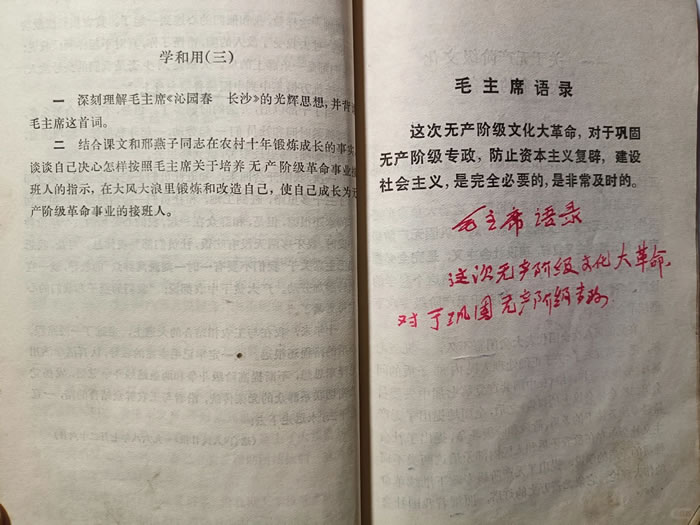 学和用(三)
一 深刻理解毛主席《沁园春 长沙》的光辉思想，并背
毛主席这首词。
二 结合课文和邢燕子同志在农村十年锻炼成长的事实
谈谈自己决心怎样按照毛主席关于培养无产阶级革命事业
班人的指示，在大风大浪里锻炼和改造自己，使自己成长为
产阶级革命事业的接班人。
毛主席语录
这次无产阶级文化大革命，对于巩固
无产阶级专政，防止资本主义复辟，建设
社会主义，是完全必要的，是非常及时的。
毛主席语录
这次无产阶级文化大革命，
对于巩固无产阶级专政